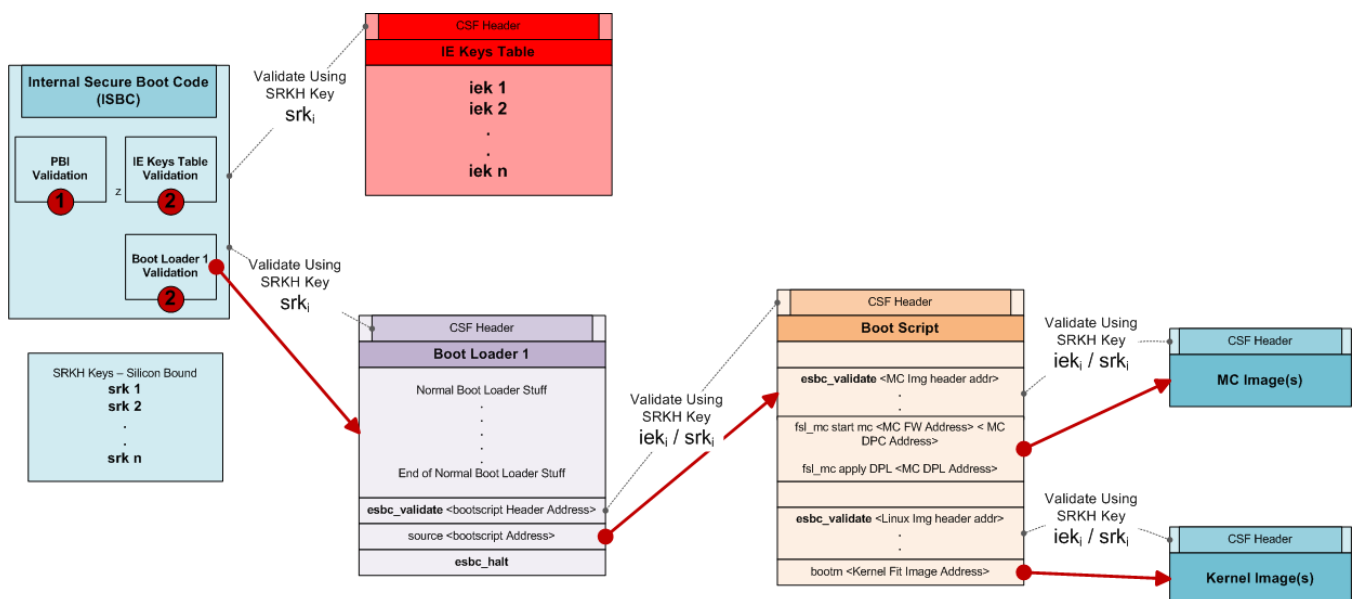 CSF Header
IE Keys Table
iek 1
iek 2
.
.
iek n
Validate Using
SRKH Key
srki
Internal Secure Boot Code
(ISBC)
PBI
Validation
1
z
IE Keys Table
Validation
2
Boot Loader 1
Validation
2
Validate Using
SRKH Key
srki
SRKH Keys – Silicon Bound
srk 1
srk 2
.
.
srk n
CSF Header
Boot Loader 1
Normal Boot Loader Stuff
.
.
.
.
.
End of Normal Boot Loader Stuff
esbc_validate <bootscript Header Address>
source <bootscript Address>
esbc_halt
Validate Using
SRKH Key
ieki / srki
CSF Header
Boot Script
esbc_validate <MC Img header addr>
.
.
fsl_mc start mc <MC FW Address> < MC
DPC Address>
fsl_mc apply DPL <MC DPL Address>
esbc_validate <Linux Img header addr>
.
.
bootm <Kernel Fit Image Address>
Validate Using
SRKH Key
ieki / srki
CSF Header
MC Image(s)
Validate Using
SRKH Key
ieki / srki
CSF Header
Kernel Image(s)